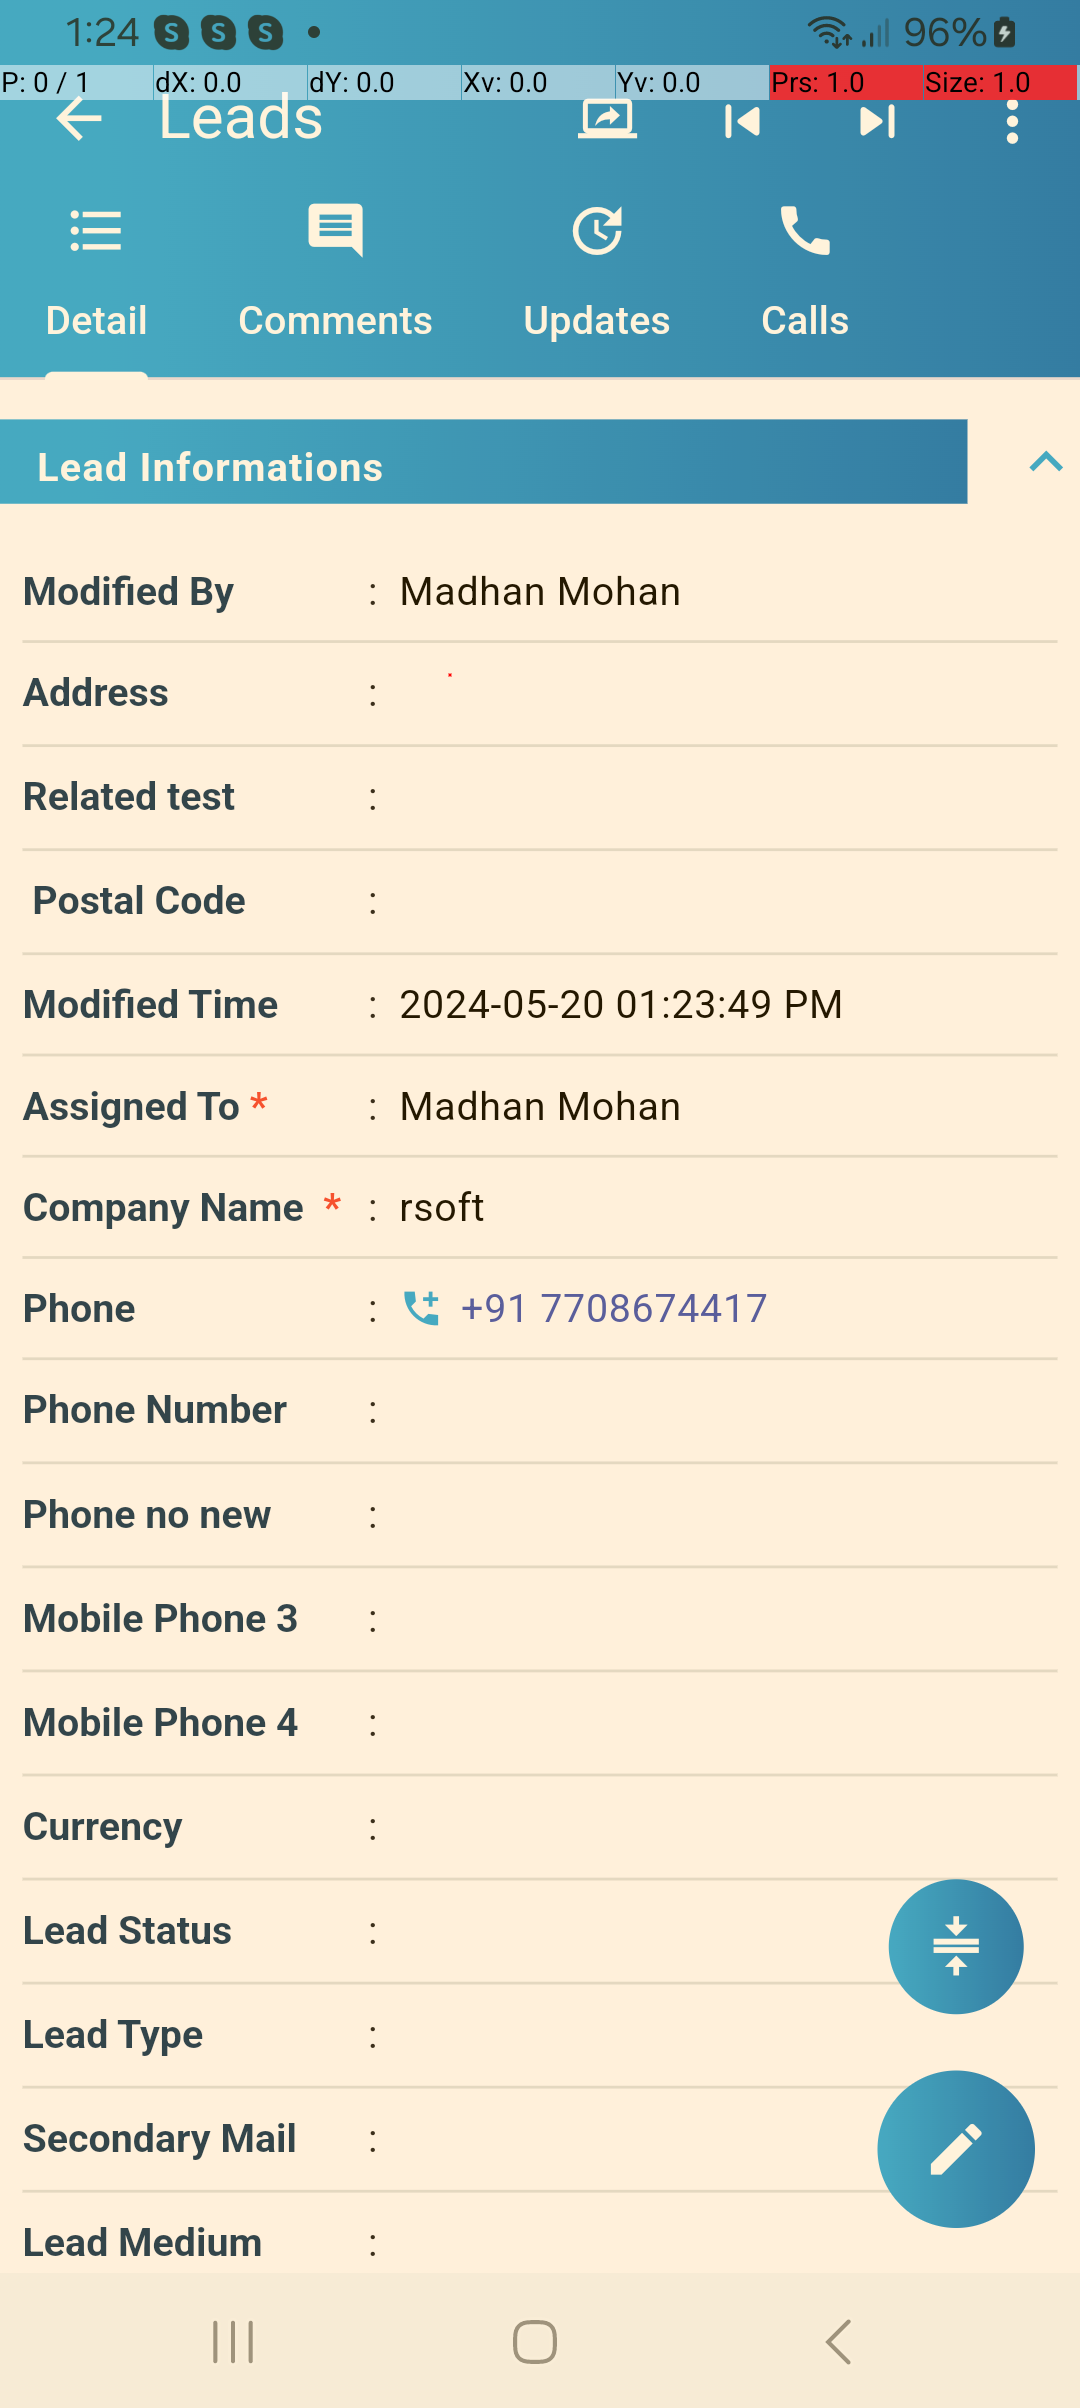 1:24 S S S 96%
P: 0 / 1 dX: 0.0 dY: 0.0 Xv: 0.0 Yv: 0.0 Prs: 1.0 Size: 1.0
Leads
Detail Comments Updates Calls
Lead Informations
Modified By : Madhan Mohan
Address :
Related test :
Postal Code :
Modified Time : 2024-05-20 01:23:49 PM
Assigned To * : Madhan Mohan
Company Name * : rsoft
Phone : +91 7708674417
Phone Number :
Phone no new :
Mobile Phone 3 :
Mobile Phone 4 :
Currency :
Lead Status :
Lead Type :
Secondary Mail :
Lead Medium :